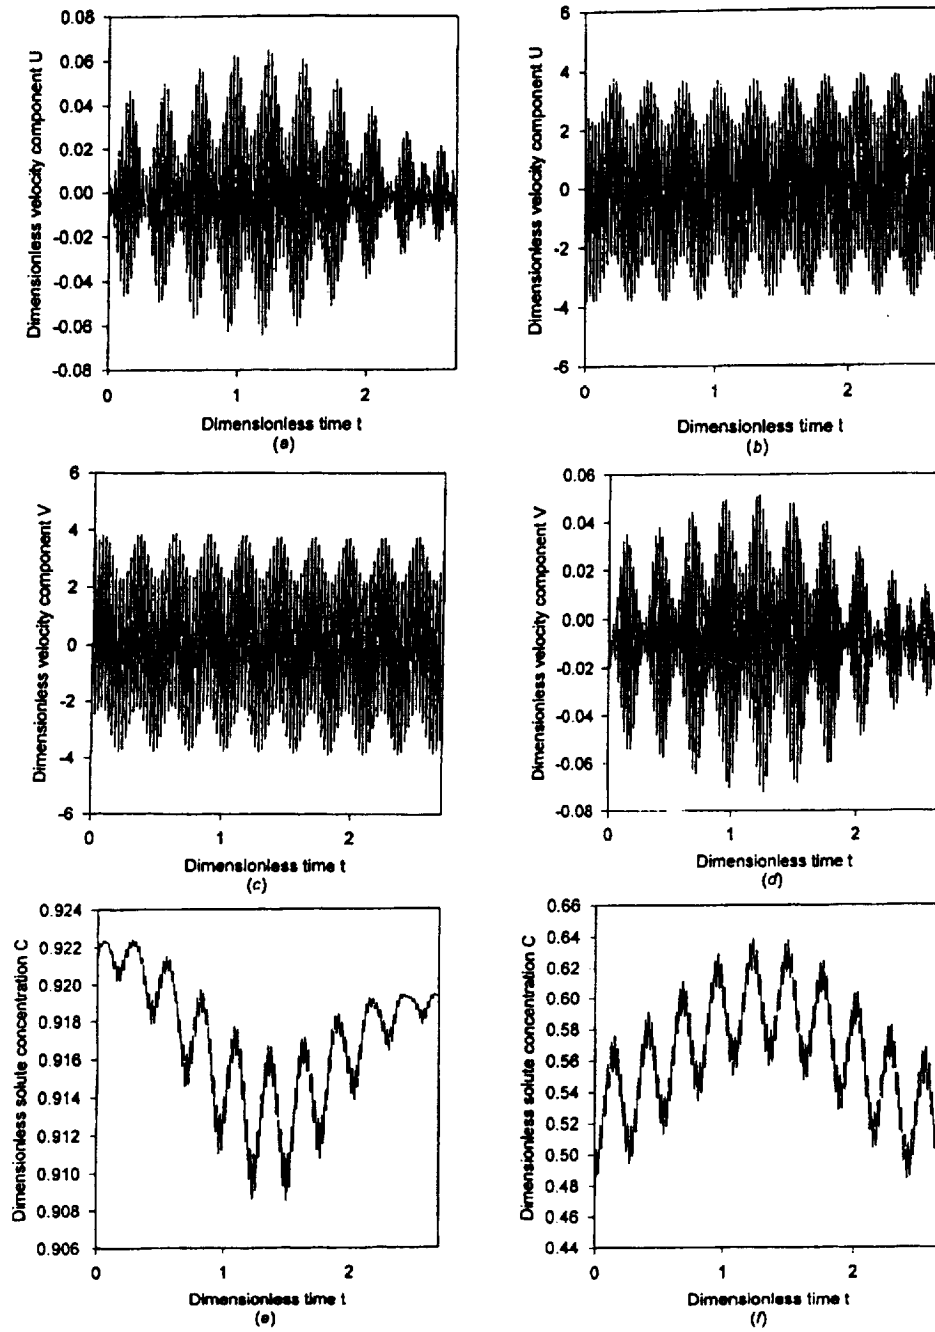 Dimensionless velocity component U
0.08
0.06
0.04
0.02
0.00
-0.02
-0.04
-0.06
-0.08
0 1 2
Dimensionless time t
(a)
Dimensionless velocity component U
6
4
2
0
-2
-4
-6
0 1 2
Dimensionless time t
(b)
Dimensionless velocity component V
6
4
2
0
-2
-4
-6
0 1 2
Dimensionless time t
(c)
Dimensionless velocity component V
0.06
0.04
0.02
0.00
-0.02
-0.04
-0.06
-0.08
0 1 2
Dimensionless time t
(d)
Dimensionless solute concentration C
0.924
0.922
0.920
0.918
0.916
0.914
0.912
0.910
0.908
0.906
0 1 2
Dimensionless time t
(e)
Dimensionless solute concentration C
0.66
0.64
0.62
0.60
0.58
0.56
0.54
0.52
0.50
0.48
0.46
0.44
0 1 2
Dimensionless time t
(f)